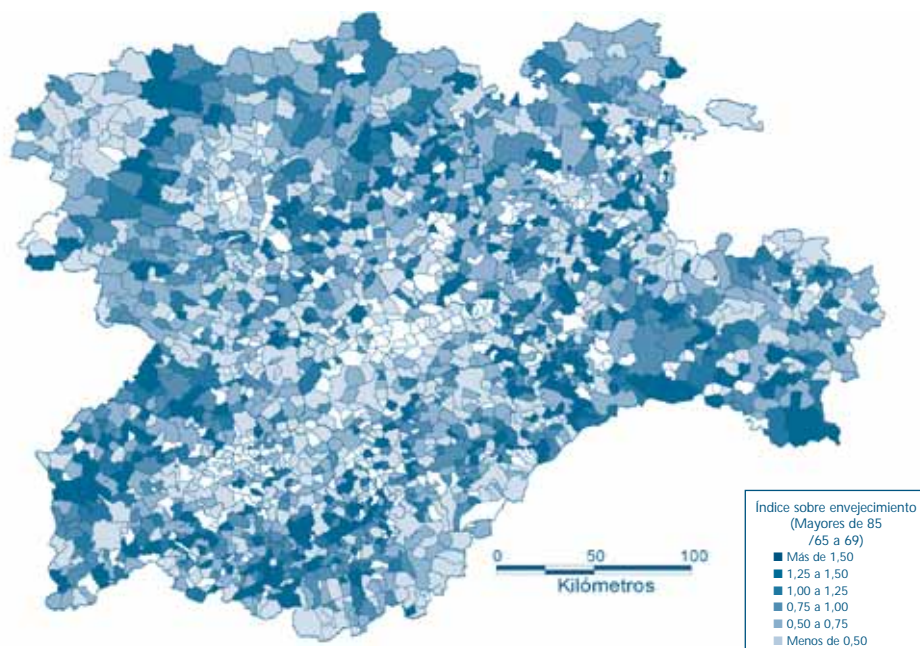 0 50 100
Kilómetros
Índice sobre envejecimiento
(Mayores de 85
/65 a 69)
Más de 1,50
1,25 a 1,50
1,00 a 1,25
0,75 a 1,00
0,50 a 0,75
Menos de 0,50